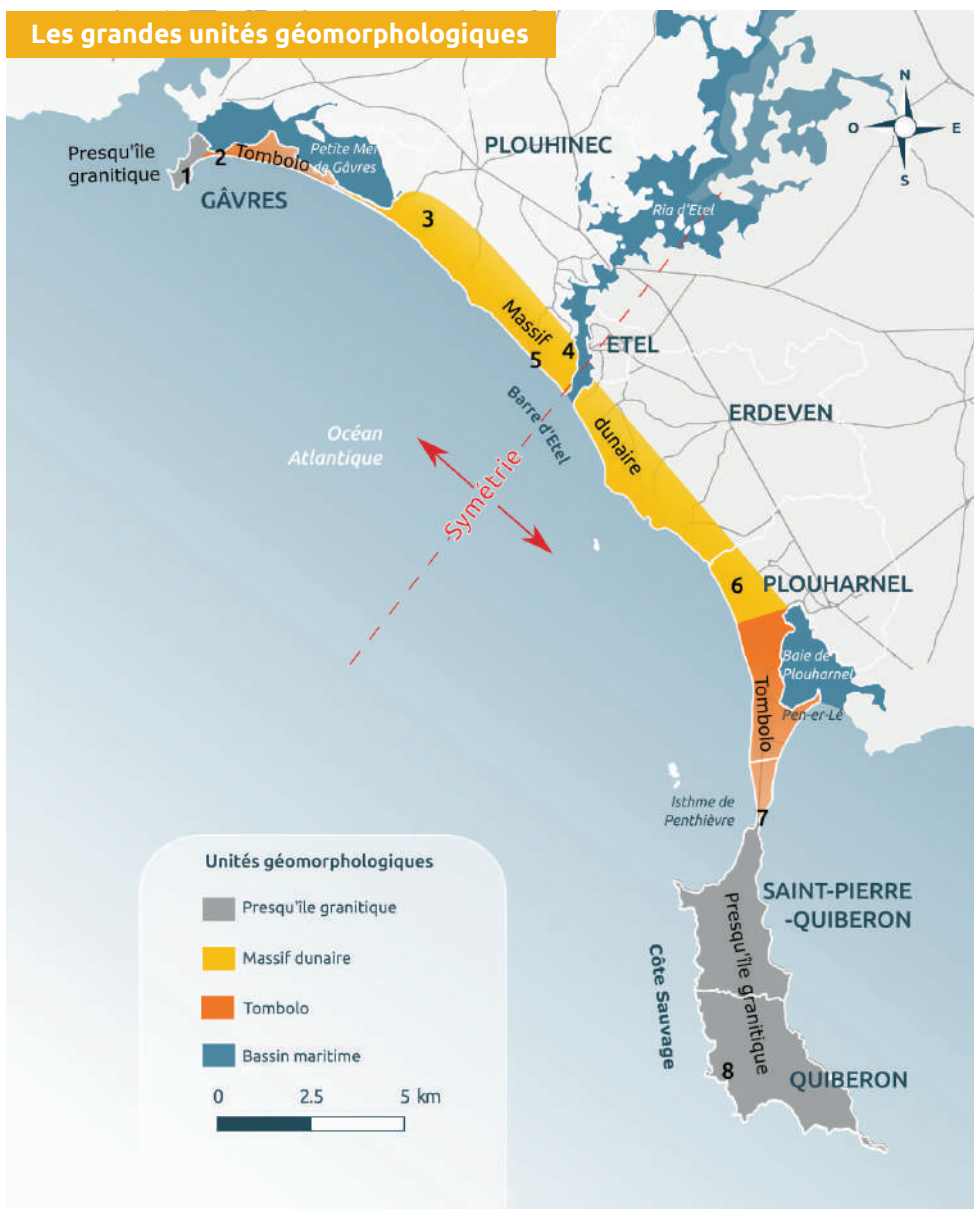 Les grandes unités géomorphologiques
N
O
E
S
PLOUHINEC
Presqu'île
granitique
1
2
Tombolo
Petite Mer
de Gâvres
GÂVRES
3
Ria d'Etel
Massif
4
5
ETEL
Barre d'Etel
dunaire
ERDEVEN
Océan
Atlantique
Symétrie
6
PLOUHARNEL
Baie de
Plouharnel
Tombolo
Pen-er-Lé
Isthme de
Penthièvre
7
SAINT-PIERRE
-QUIBERON
Presqu'île granitique
Côte Sauvage
8
QUIBERON
Unités géomorphologiques
Presqu'île granitique
Massif dunaire
Tombolo
Bassin maritime
0 2.5 5 km